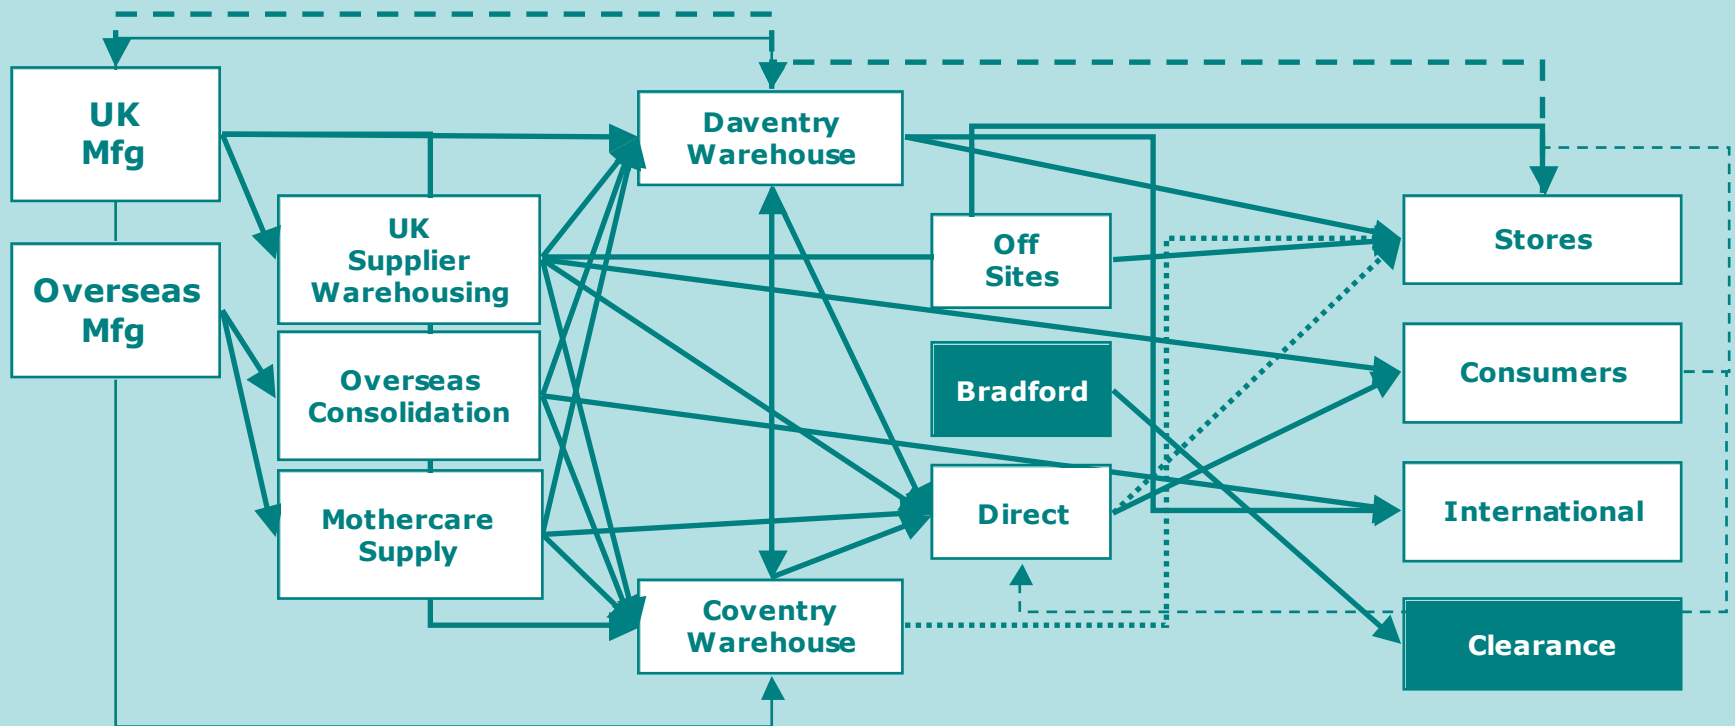 UK
Mfg
Overseas
Mfg
UK
Supplier
Warehousing
Overseas
Consolidation
Mothercare
Supply
Daventry
Warehouse
Coventry
Warehouse
Off
Sites
Bradford
Direct
Stores
Consumers
International
Clearance